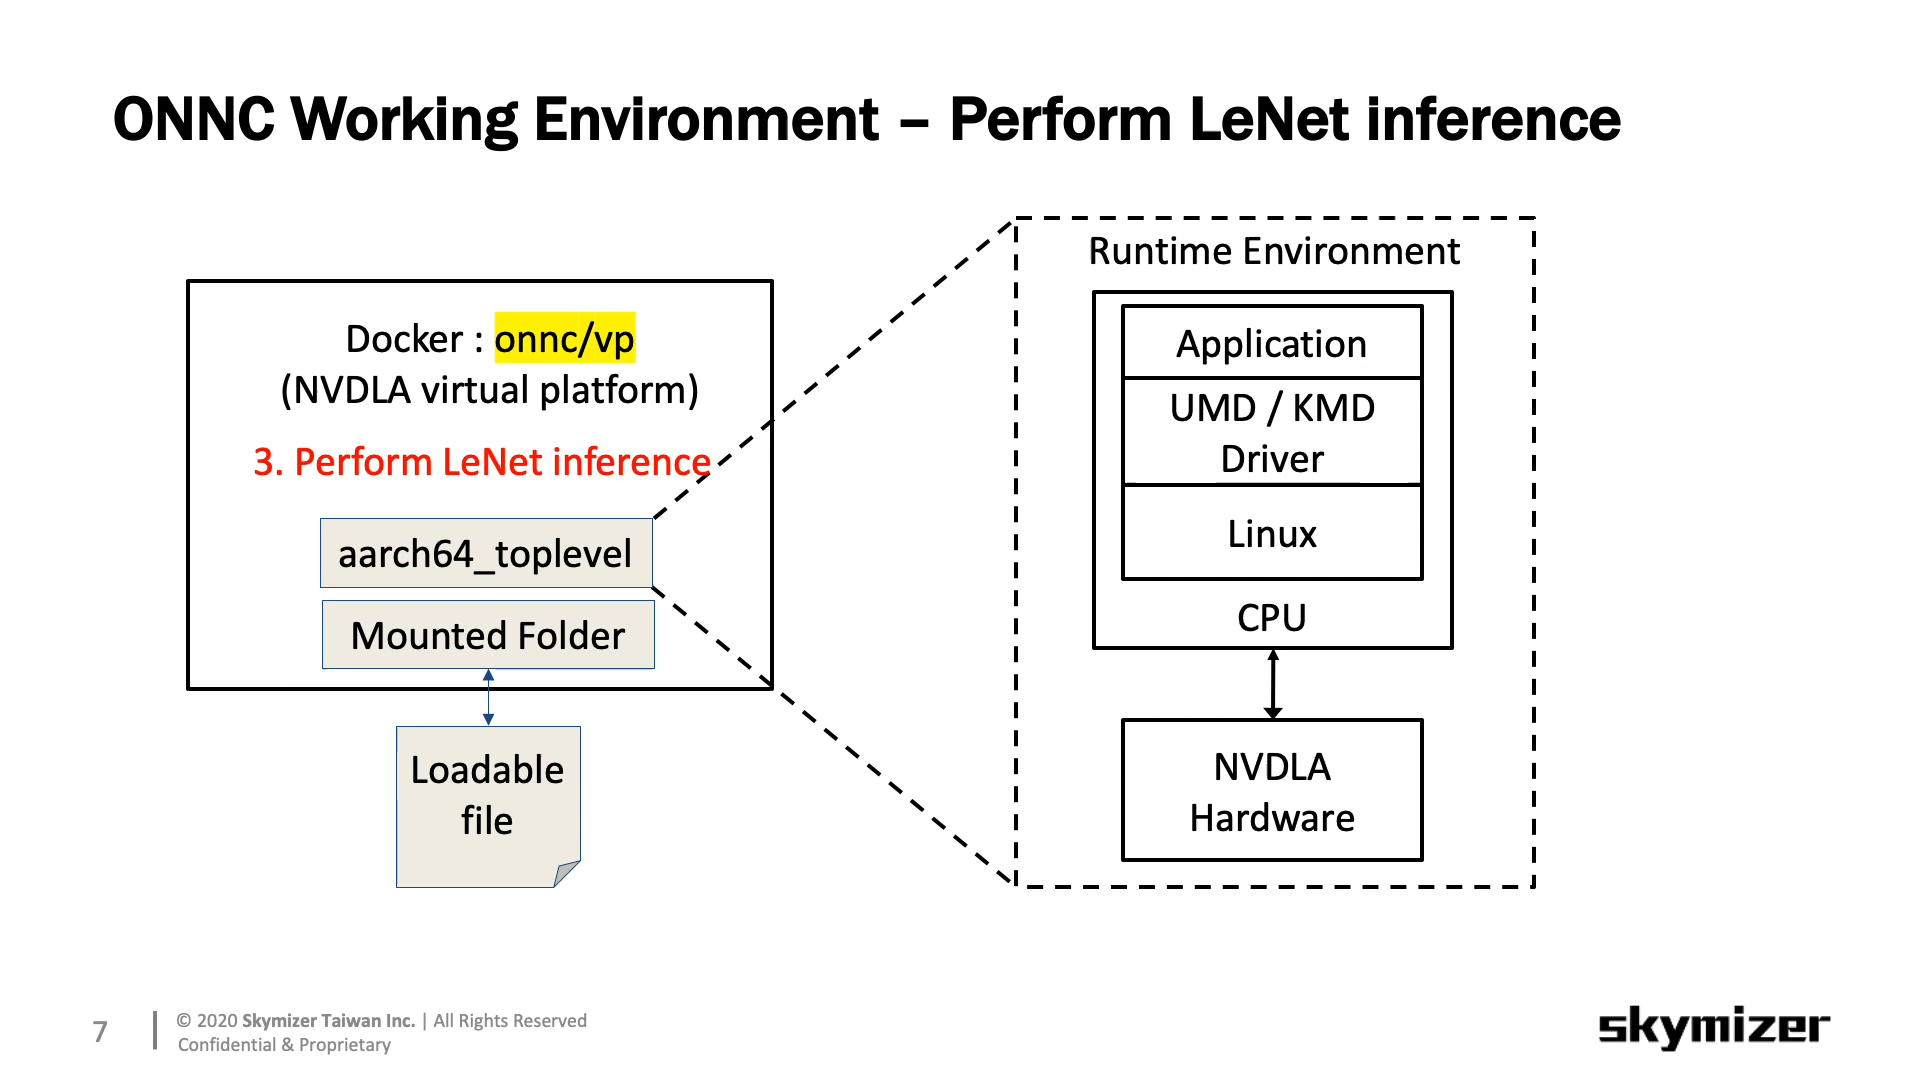 ONNC Working Environment – Perform LeNet inference
Docker : onnc/vp
(NVDLA virtual platform)
3. Perform LeNet inference
aarch64_toplevel
Mounted Folder
Loadable
file
Runtime Environment
Application
UMD / KMD
Driver
Linux
CPU
NVDLA
Hardware
7
© 2020 Skymizer Taiwan Inc. | All Rights Reserved
Confidential & Proprietary
skymizer